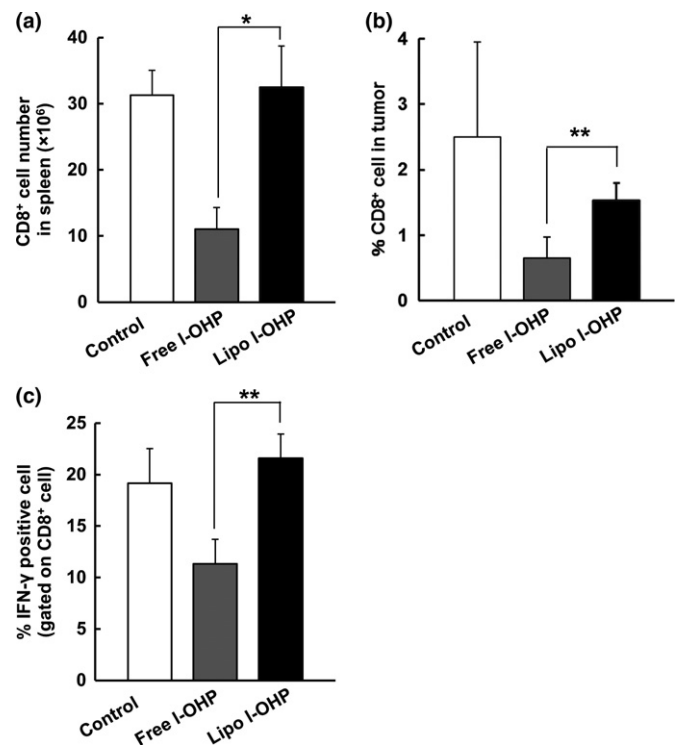 (a)
*
CD8⁺ cell number
in spleen (×10⁶)
40
30
20
10
0
Control
Free l-OHP
Lipo l-OHP
(b)
**
% CD8⁺ cell in tumor
4
3
2
1
0
Control
Free l-OHP
Lipo l-OHP
(c)
**
% IFN-γ positive cell
(gated on CD8⁺ cell)
25
20
15
10
5
0
Control
Free l-OHP
Lipo l-OHP